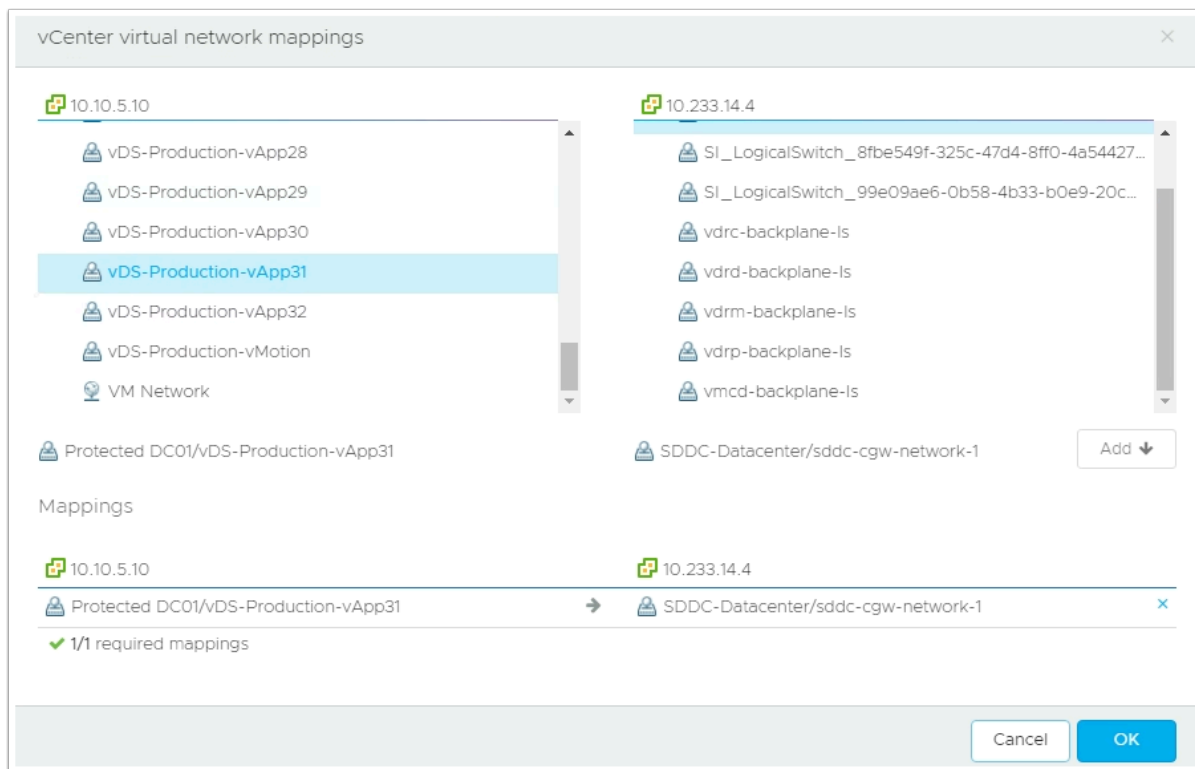 vCenter virtual network mappings
10.10.5.10
vDS-Production-vApp28
vDS-Production-vApp29
vDS-Production-vApp30
vDS-Production-vApp31
vDS-Production-vApp32
vDS-Production-vMotion
VM Network
Protected DC01/vDS-Production-vApp31
10.233.14.4
SI_LogicalSwitch_8fbe549f-325c-47d4-8ff0-4a54427...
SI_LogicalSwitch_99e09ae6-0b58-4b33-b0e9-20c...
vdrc-backplane-ls
vdrd-backplane-ls
vdrm-backplane-ls
vdrp-backplane-ls
vmcd-backplane-ls
SDDC-Datacenter/sddc-cgw-network-1
Add
Mappings
10.10.5.10
10.233.14.4
Protected DC01/vDS-Production-vApp31
SDDC-Datacenter/sddc-cgw-network-1
1/1 required mappings
Cancel
OK